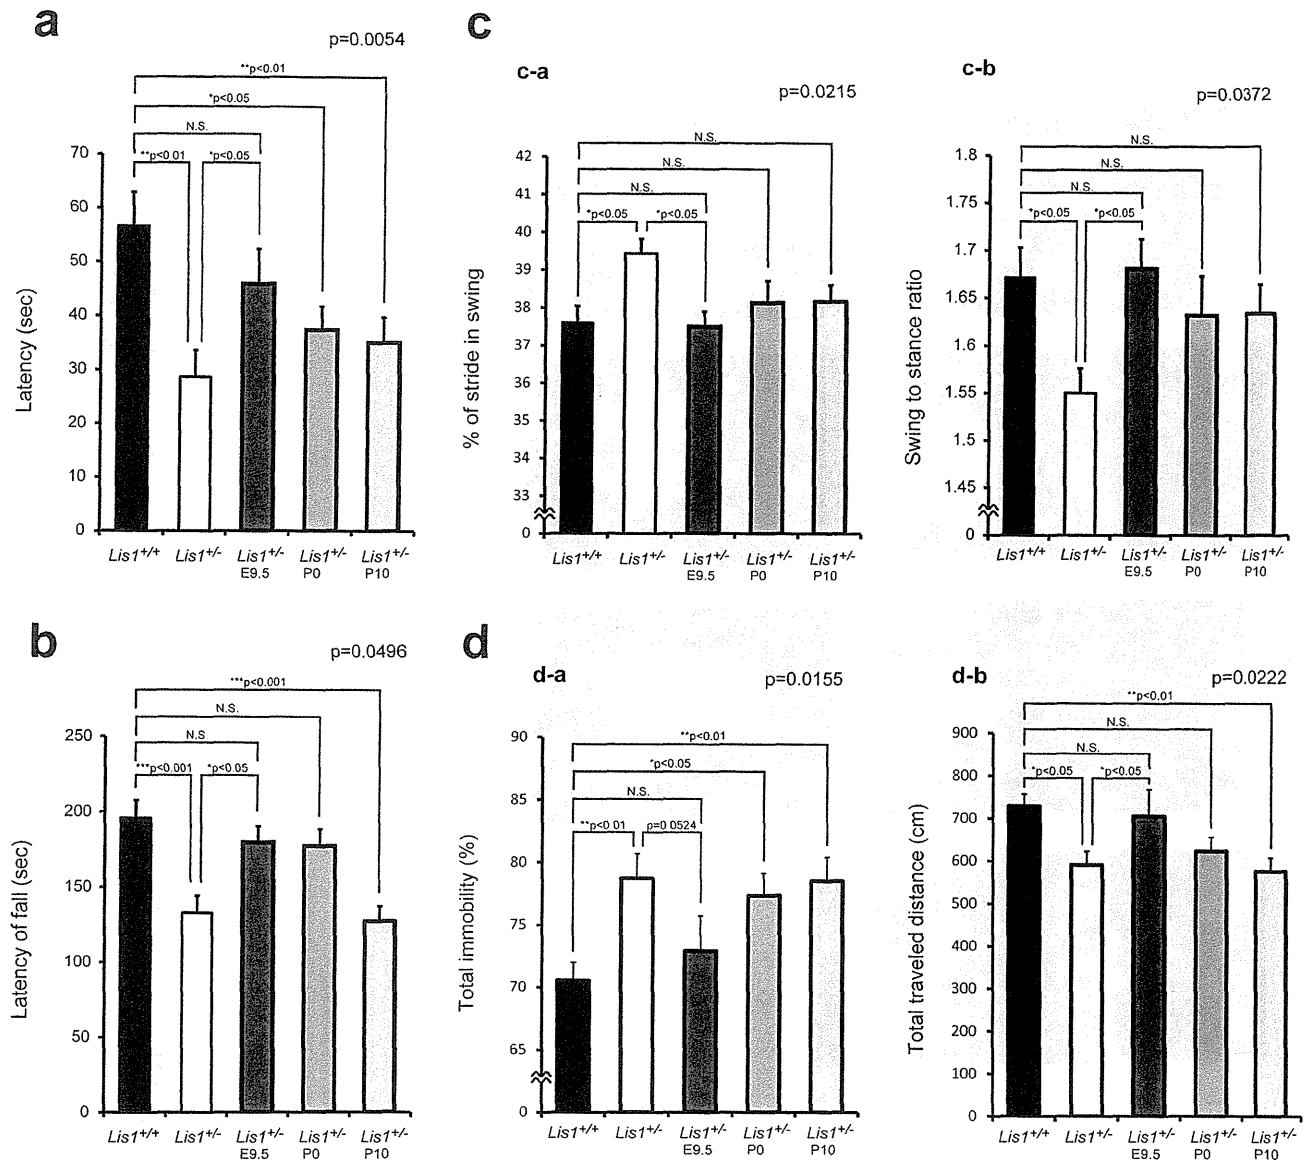 a
p=0.0054
**p<0.01
*p<0.05
N.S.
**p<0 01
*p<0.05
70
60
50
40
30
20
10
0
Latency (sec)
Lis1+/+
Lis1+/-
Lis1+/- E9.5
Lis1+/- P0
Lis1+/- P10
c
c-a
p=0.0215
N.S.
N.S.
N.S.
*p<0.05
*p<0.05
42
41
40
39
38
37
36
35
34
33
0
% of stride in swing
Lis1+/+
Lis1+/-
Lis1+/- E9.5
Lis1+/- P0
Lis1+/- P10
c-b
p=0.0372
N.S.
N.S.
N.S.
*p<0.05
*p<0.05
1.8
1.75
1.7
1.65
1.6
1.55
1.5
1.45
0
Swing to stance ratio
Lis1+/+
Lis1+/-
Lis1+/- E9.5
Lis1+/- P0
Lis1+/- P10
b
p=0.0496
***p<0.001
N.S.
N.S
***p<0.001
*p<0.05
250
200
150
100
50
0
Latency of fall (sec)
Lis1+/+
Lis1+/-
Lis1+/- E9.5
Lis1+/- P0
Lis1+/- P10
d
d-a
p=0.0155
**p<0.01
*p<0.05
N.S.
**p<0 01
p=0 0524
90
85
80
75
70
65
0
Total immobility (%)
Lis1+/+
Lis1+/-
Lis1+/- E9.5
Lis1+/- P0
Lis1+/- P10
d-b
p=0.0222
**p<0.01
N.S.
N.S.
*p<0.05
*p<0.05
900
800
700
600
500
400
300
200
100
0
Total traveled distance (cm)
Lis1+/+
Lis1+/-
Lis1+/- E9.5
Lis1+/- P0
Lis1+/- P10